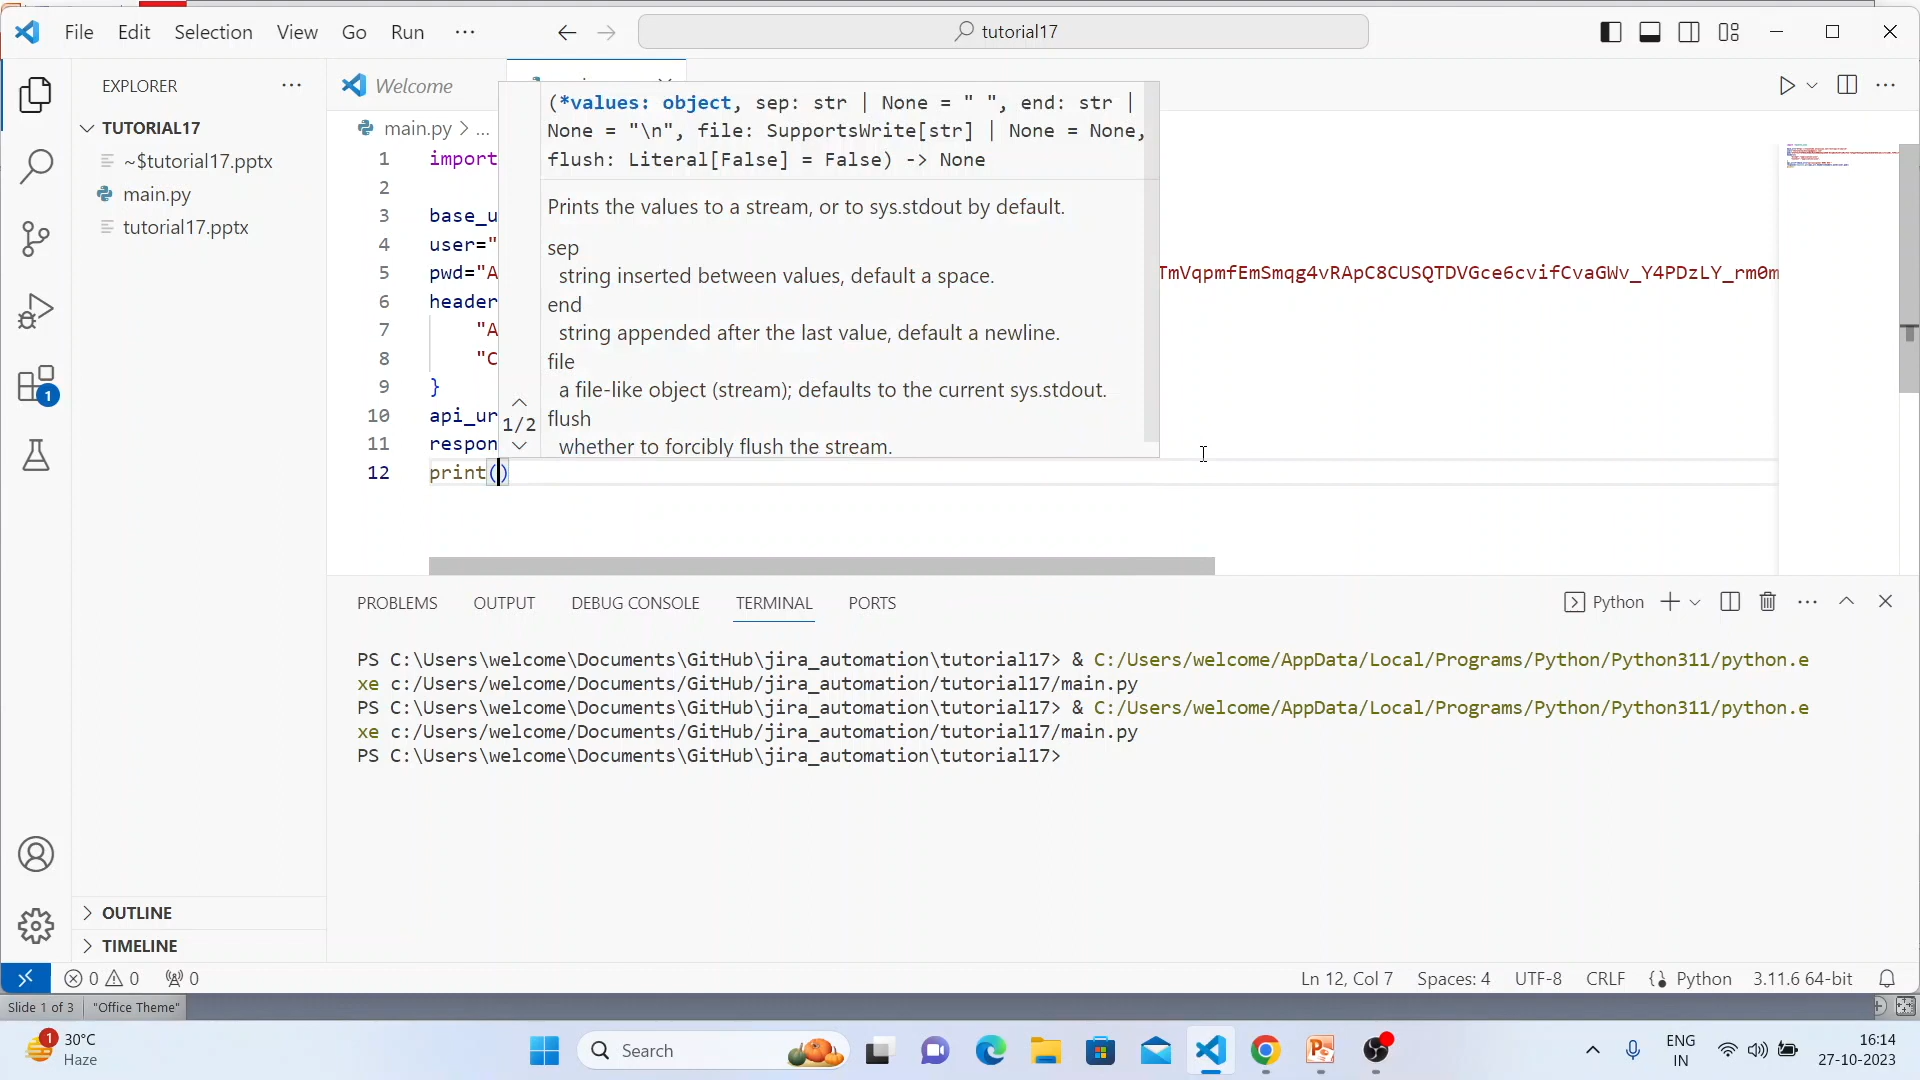 File Edit Selection View Go Run ...
tutorial17
EXPLORER
Welcome
TUTORIAL17
~$tutorial17.pptx
main.py
tutorial17.pptx
main.py > ...
1 import
2
3 base_u
4 user="
5 pwd="A
TmVqpmfEmSmqg4vRApC8CUSQTDVGce6cvifCvaGWv_Y4PDzLY_rm0m
6 header
7 "A
8 "C
9 }
10 api_ur
11 respon
12 print()
(*values: object, sep: str | None = " ", end: str |
None = "\n", file: SupportsWrite[str] | None = None,
flush: Literal[False] = False) -> None
Prints the values to a stream, or to sys.stdout by default.
sep
string inserted between values, default a space.
end
string appended after the last value, default a newline.
file
a file-like object (stream); defaults to the current sys.stdout.
flush
whether to forcibly flush the stream.
1/2
1
PROBLEMS OUTPUT DEBUG CONSOLE TERMINAL PORTS
Python
PS C:\Users\welcome\Documents\GitHub\jira_automation\tutorial17> & C:/Users/welcome/AppData/Local/Programs/Python/Python311/python.e
xe c:/Users/welcome/Documents/GitHub/jira_automation/tutorial17/main.py
PS C:\Users\welcome\Documents\GitHub\jira_automation\tutorial17> & C:/Users/welcome/AppData/Local/Programs/Python/Python311/python.e
xe c:/Users/welcome/Documents/GitHub/jira_automation/tutorial17/main.py
PS C:\Users\welcome\Documents\GitHub\jira_automation\tutorial17>
OUTLINE
TIMELINE
0 0 0
Ln 12, Col 7 Spaces: 4 UTF-8 CRLF {} Python 3.11.6 64-bit
Slide 1 of 3 "Office Theme"
1 30°C
Haze
Search
ENG
IN
16:14
27-10-2023